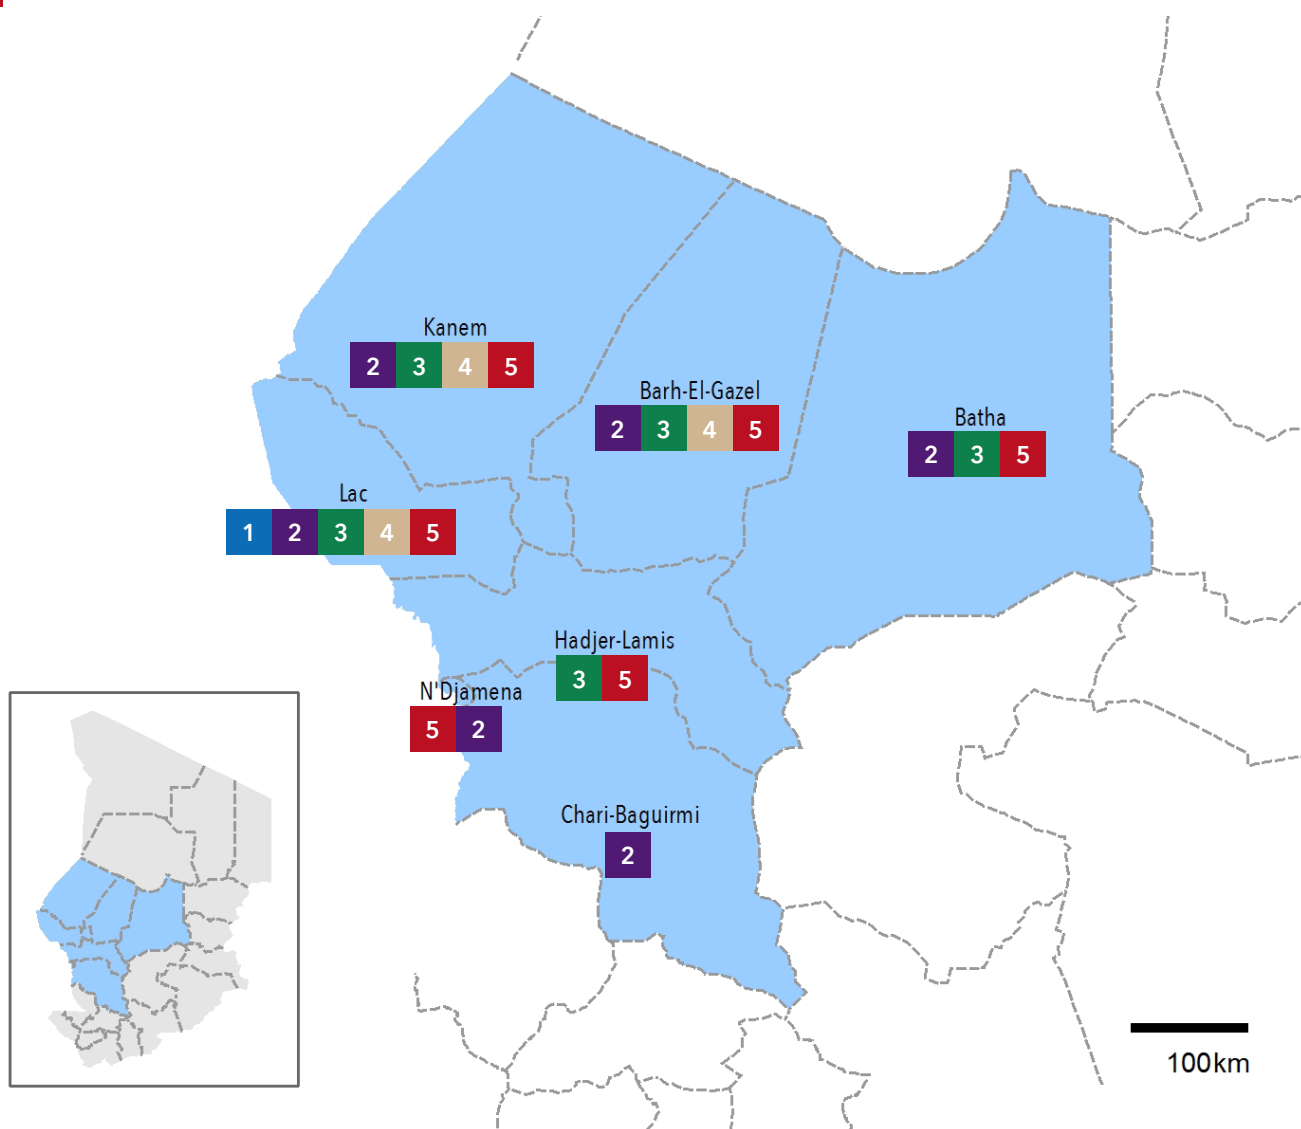 Kanem
2 3 4 5
Barh-El-Gazel
2 3 4 5
Batha
2 3 5
Lac
1 2 3 4 5
Hadjer-Lamis
3 5
N'Djamena
5 2
Chari-Baguirmi
2
100km